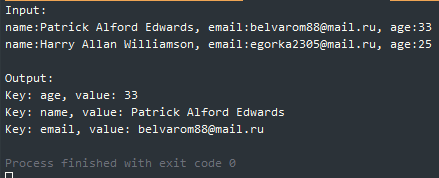 Input:
name:Patrick Alford Edwards, email:belvarom88@mail.ru, age:33
name:Harry Allan Williamson, email:egorka2305@mail.ru, age:25
Output:
Key: age, value: 33
Key: name, value: Patrick Alford Edwards
Key: email, value: belvarom88@mail.ru
Process finished with exit code 0